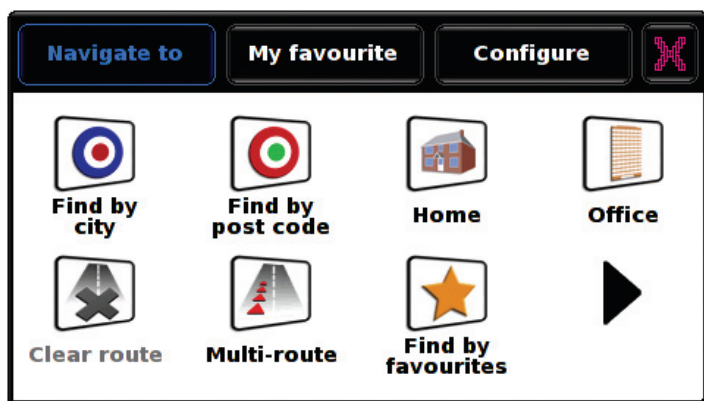 Navigate to
My favourite
Configure
Find by
city
Find by
post code
Home
Office
Clear route
Multi-route
Find by
favourites